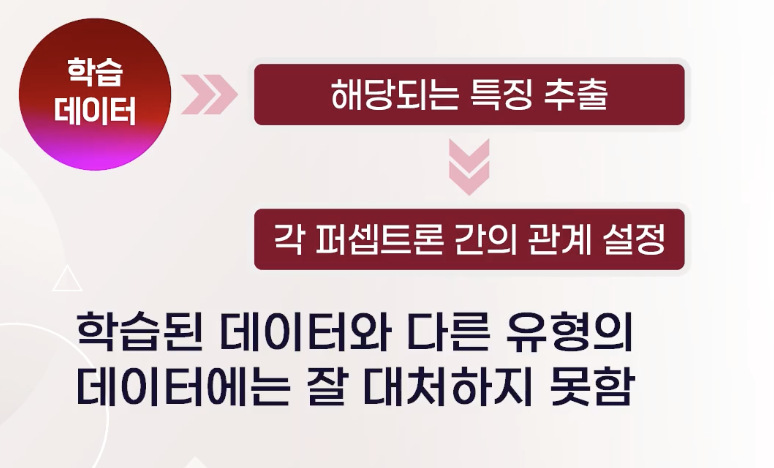 학습
데이터
해당되는 특징 추출
각 퍼셉트론 간의 관계 설정
학습된 데이터와 다른 유형의
데이터에는 잘 대처하지 못함